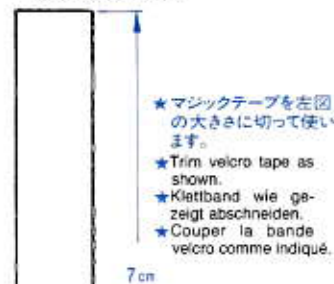 ★マジックテープを左図
の大きさに切って使い
ます。
★Trim velcro tape as
shown.
★Klettband wie ge-
zeigt abschneiden.
★Couper la bande
velcro comme indiqué.
7cm